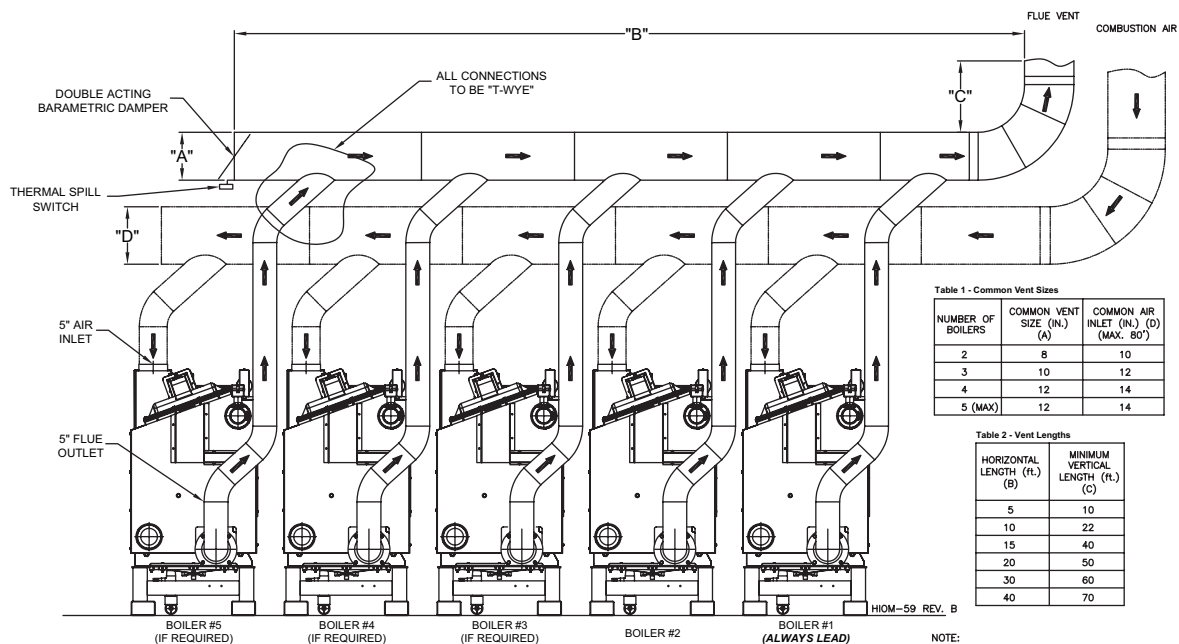 FLUE VENT
COMBUSTION AIR
"B"
ALL CONNECTIONS
TO BE "T-WYE"
"C"
DOUBLE ACTING
BARAMETRIC DAMPER
"A"
THERMAL SPILL
SWITCH
"D"
5" AIR
INLET
5" FLUE
OUTLET
Table 1 - Common Vent Sizes
NUMBER OF
BOILERS
COMMON VENT
SIZE (IN.)
(A)
COMMON AIR
INLET (IN.) (D)
(MAX. 80')
2 8 10
3 10 12
4 12 14
5 (MAX) 12 14
Table 2 - Vent Lengths
HORIZONTAL
LENGTH (ft.)
(B)
MINIMUM
VERTICAL
LENGTH (ft.)
(C)
5 10
10 22
15 40
20 50
30 60
40 70
HIOM-59 REV. B
BOILER #5
(IF REQUIRED)
BOILER #4
(IF REQUIRED)
BOILER #3
(IF REQUIRED)
BOILER #2
BOILER #1
(ALWAYS LEAD)
NOTE: